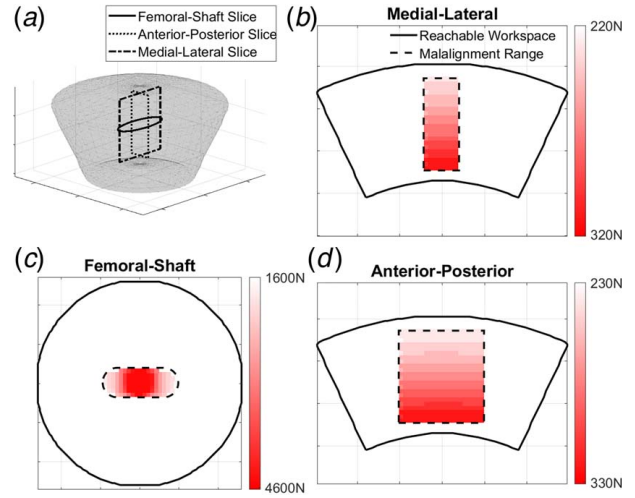 (a)
Femoral-Shaft Slice
Anterior-Posterior Slice
Medial-Lateral Slice
(b)
Medial-Lateral
Reachable Workspace
Malalignment Range
220N
320N
(c)
Femoral-Shaft
1600N
4600N
(d)
Anterior-Posterior
230N
330N